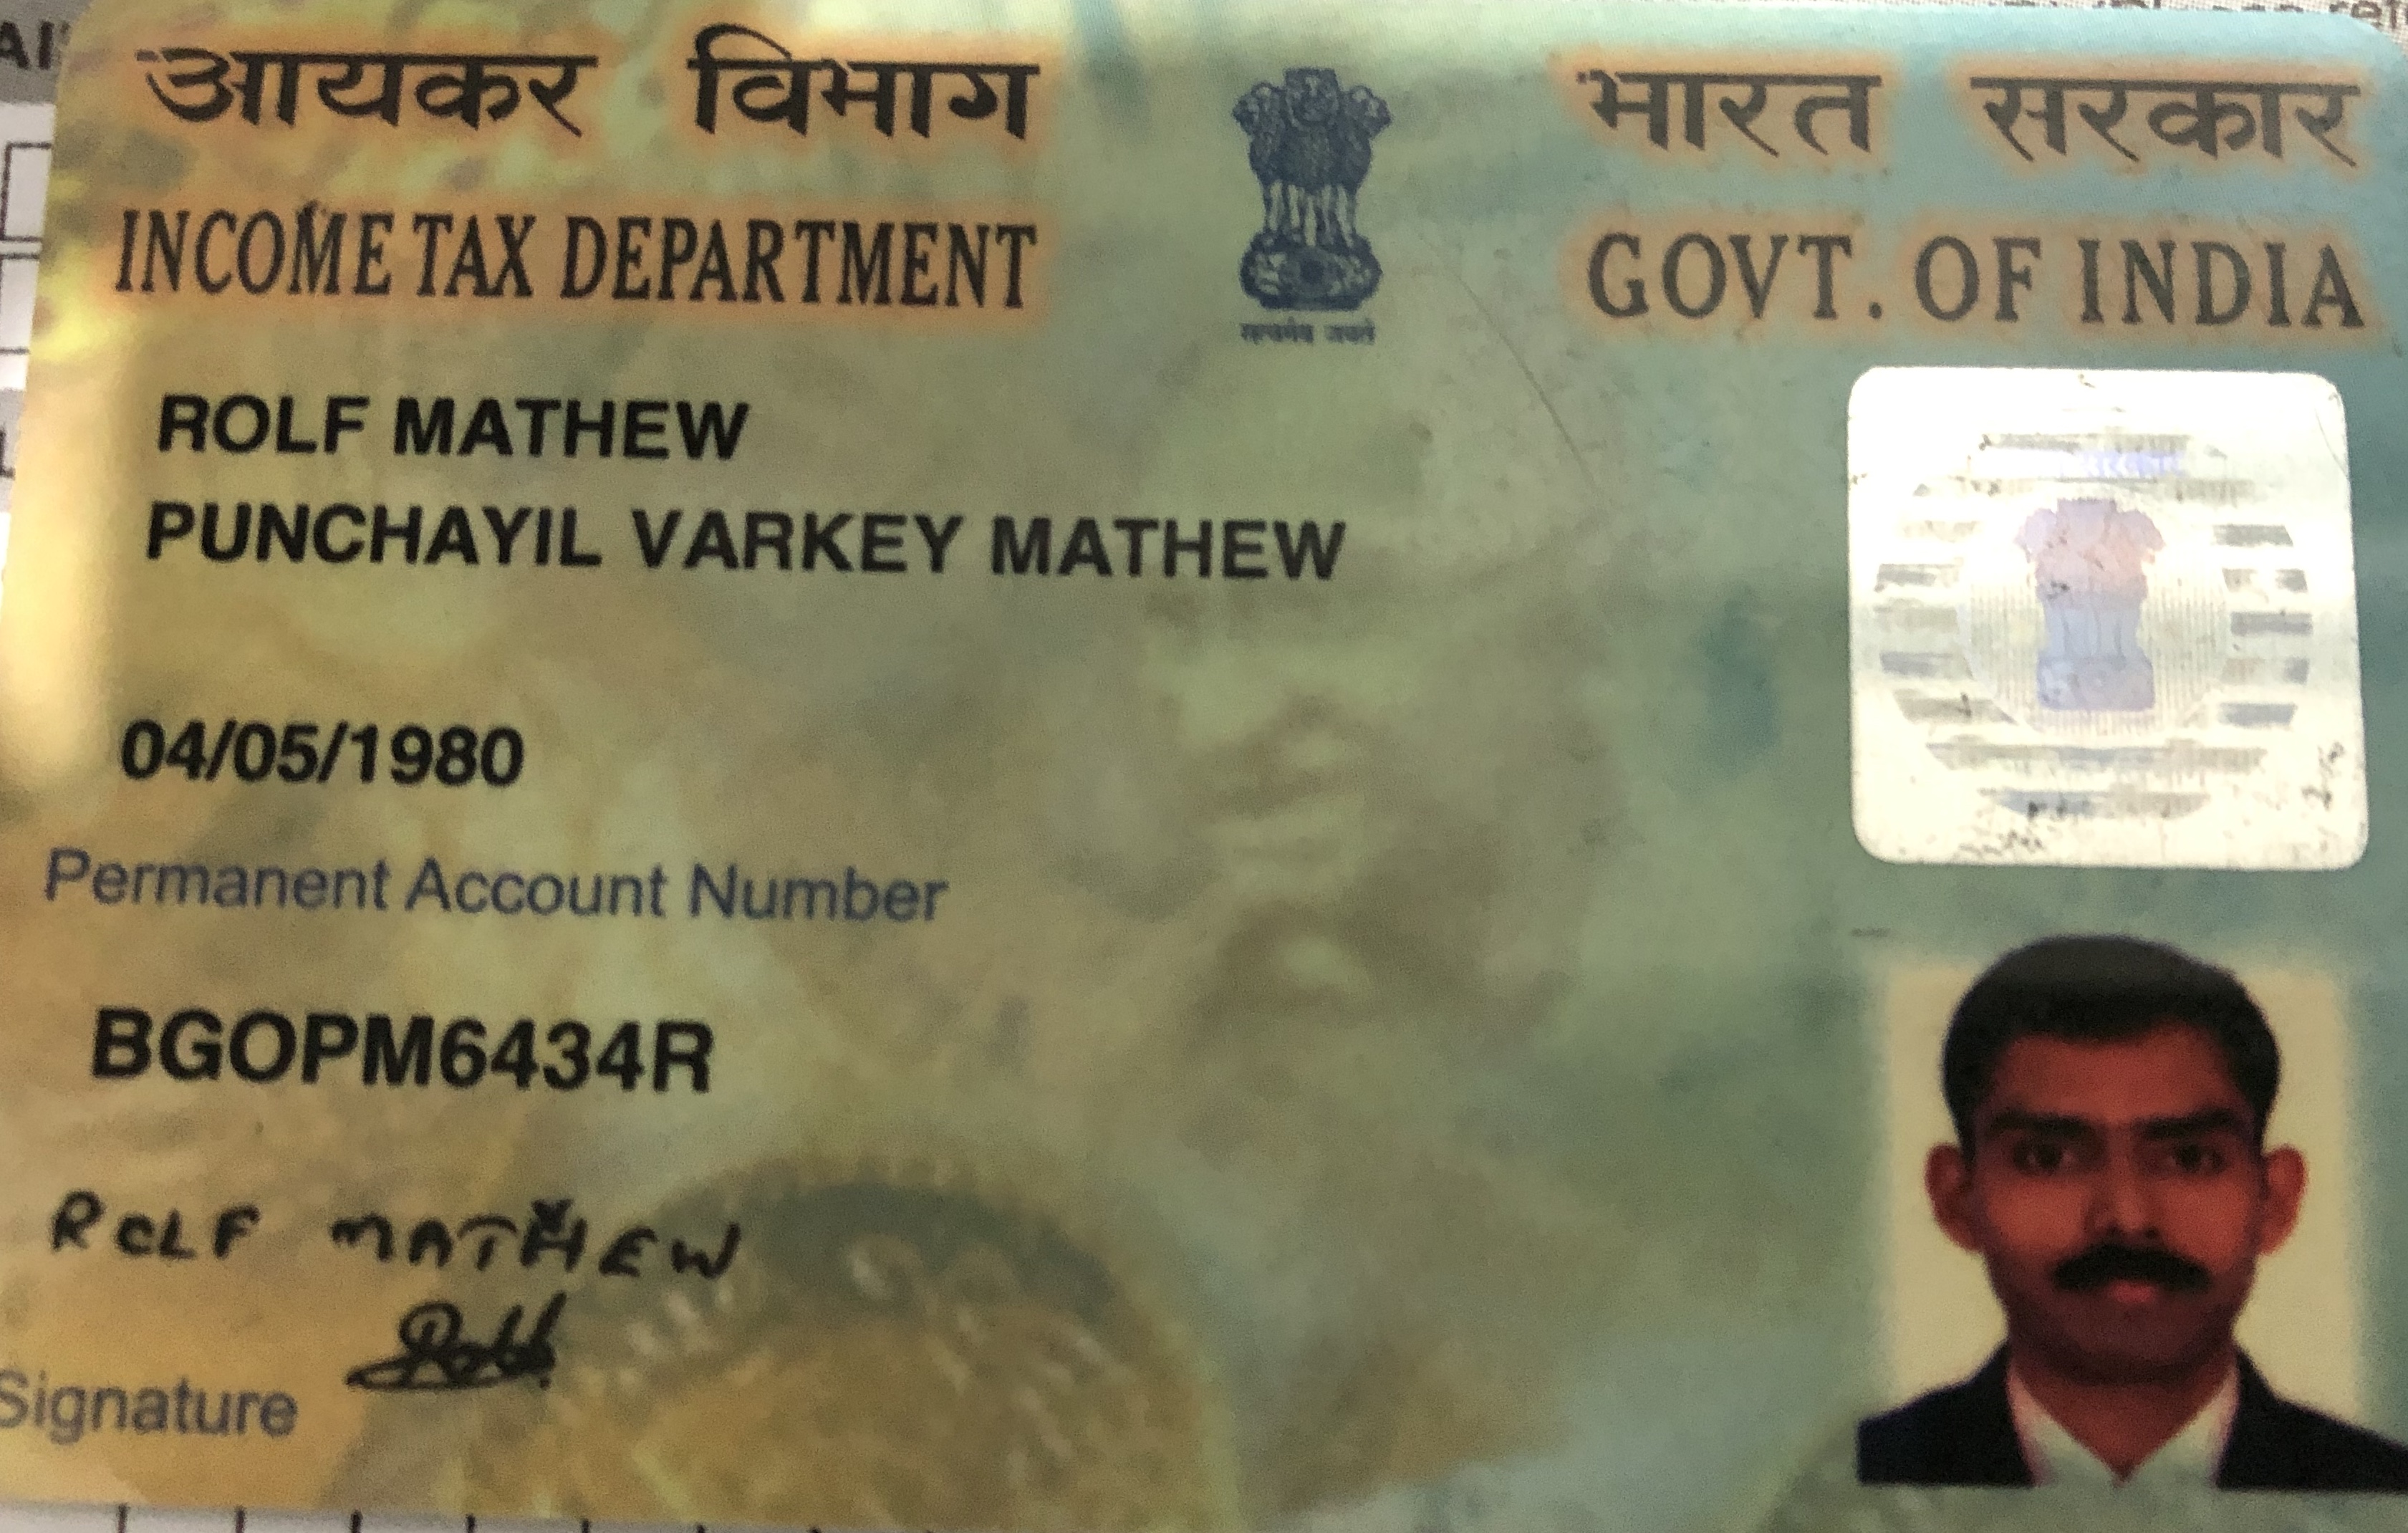 आयकर विभाग
भारत सरकार
INCOME TAX DEPARTMENT
GOVT. OF INDIA
सत्यमेव जयते
ROLF MATHEW
PUNCHAYIL VARKEY MATHEW
04/05/1980
Permanent Account Number
BGOPM6434R
ROLF MATHEW
Signature